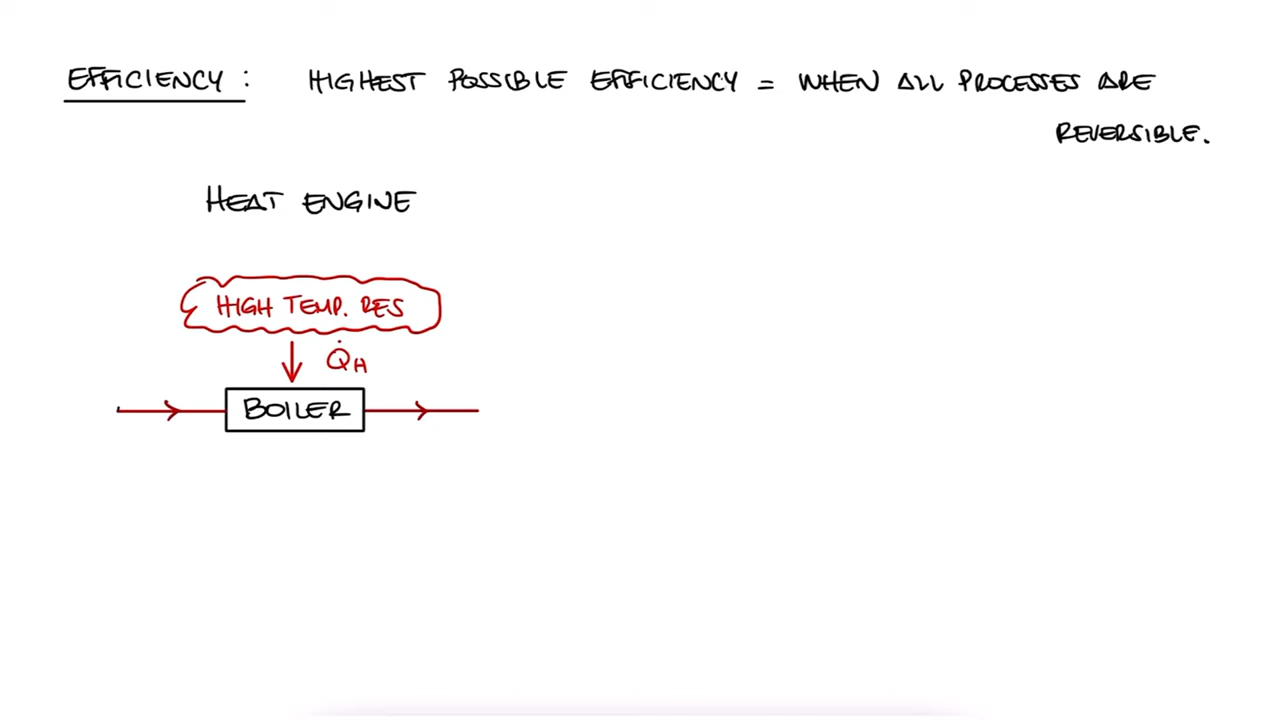 EFFICIENCY: HIGHEST POSSIBLE EFFICIENCY = WHEN ALL PROCESSES ARE
REVERSIBLE.
HEAT ENGINE
HIGH TEMP. RES
Q̇H
BOILER